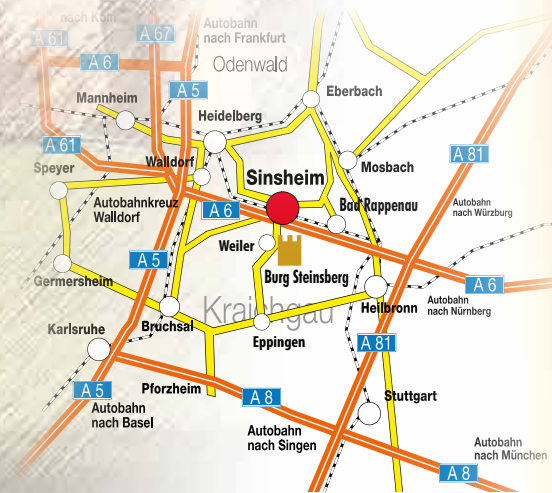 nach Köln
Autobahn
nach Frankfurt
A 61
A 67
A 6
Odenwald
A 5
Mannheim
Eberbach
Heidelberg
A 61
Walldorf
Mosbach
A 81
Speyer
Sinsheim
Autobahnkreuz
Walldorf
A 6
Bad Rappenau
Autobahn
nach Würzburg
Weiler
A 5
Burg Steinsberg
Germersheim
A 6
Heilbronn
Autobahn
nach Nürnberg
Kraichgau
Bruchsal
Karlsruhe
Eppingen
A 81
A 5
Pforzheim
A 8
Stuttgart
Autobahn
nach Basel
Autobahn
nach Singen
Autobahn
nach München
A 8